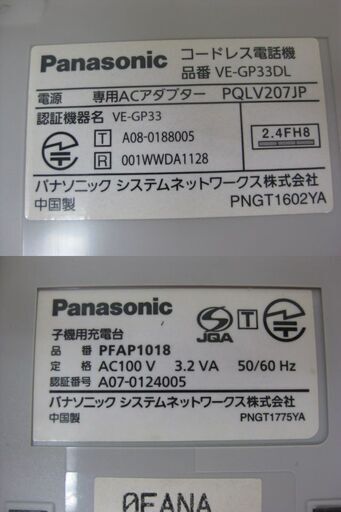 Panasonic コードレス電話機
品番 VE-GP33DL
電源 専用ACアダプター PQLV207JP
認証機器名 VE-GP33
T A08-0188005
R 001WWDA1128
2.4FH8
パナソニック システムネットワークス株式会社
中国製 PNGT1602YA
Panasonic
JQA
T
子機用充電台
品 番 PFAP1018
定 格 AC100 V 3.2 VA 50/60 Hz
認証番号 A07-0124005
パナソニック システムネットワークス株式会社
中国製 PNGT1775YA
0FANA